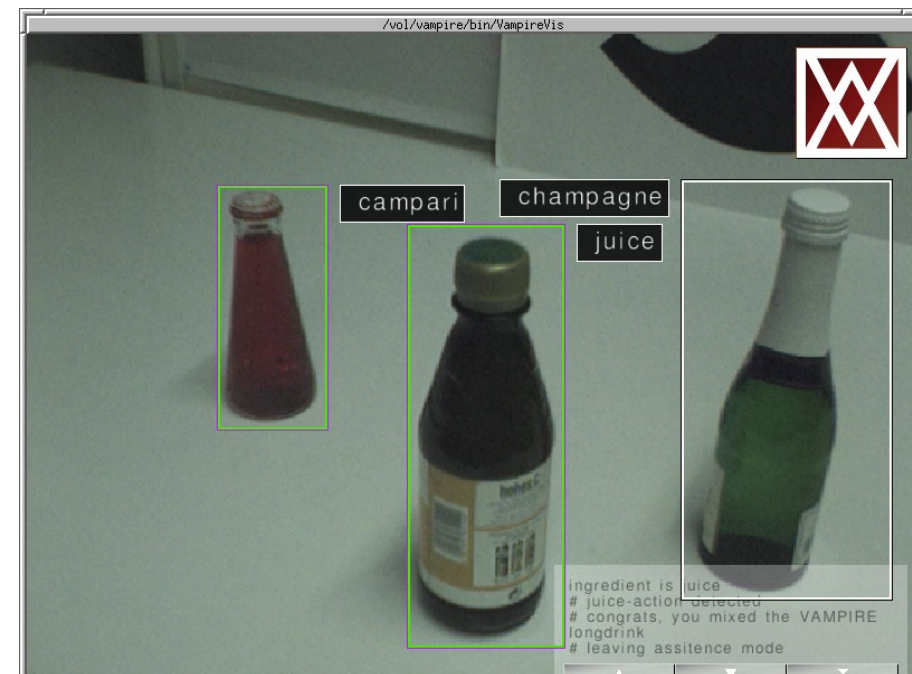 /vol/vampire/bin/VampireVis
campari
champagne
juice
hohes C
ingredient is juice
# juice-action detected
# congrats, you mixed the VAMPIRE
longdrink
# leaving assitence mode